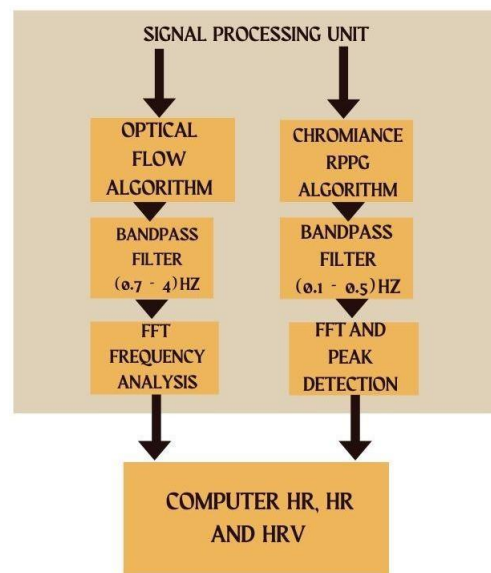 SIGNAL PROCESSING UNIT
OPTICAL
FLOW
ALGORITHM
BANDPASS
FILTER
(0.7 - 4)HZ
FFT
FREQUENCY
ANALYSIS
CHROMIANCE
RPPG
ALGORITHM
BANDPASS
FILTER
(0.1 - 0.5)HZ
FFT AND
PEAK
DETECTION
COMPUTER HR, HR
AND HRV